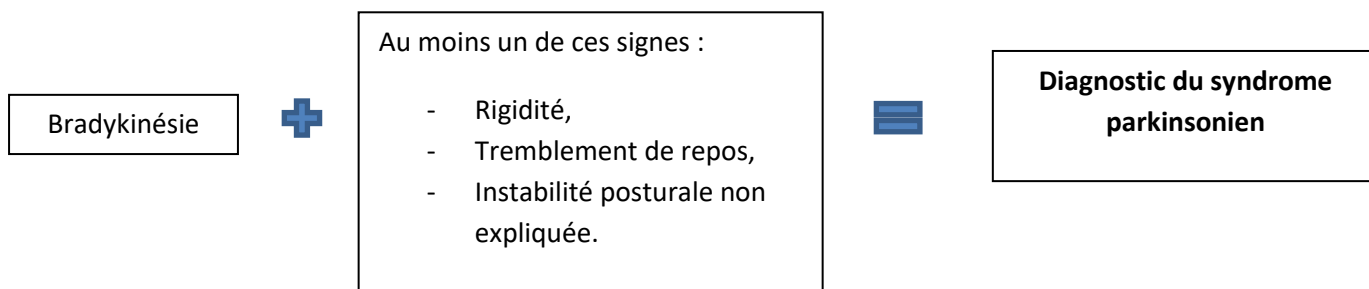 Bradykinésie
Au moins un de ces signes :
- Rigidité,
- Tremblement de repos,
- Instabilité posturale non
expliquée.
Diagnostic du syndrome
parkinsonien